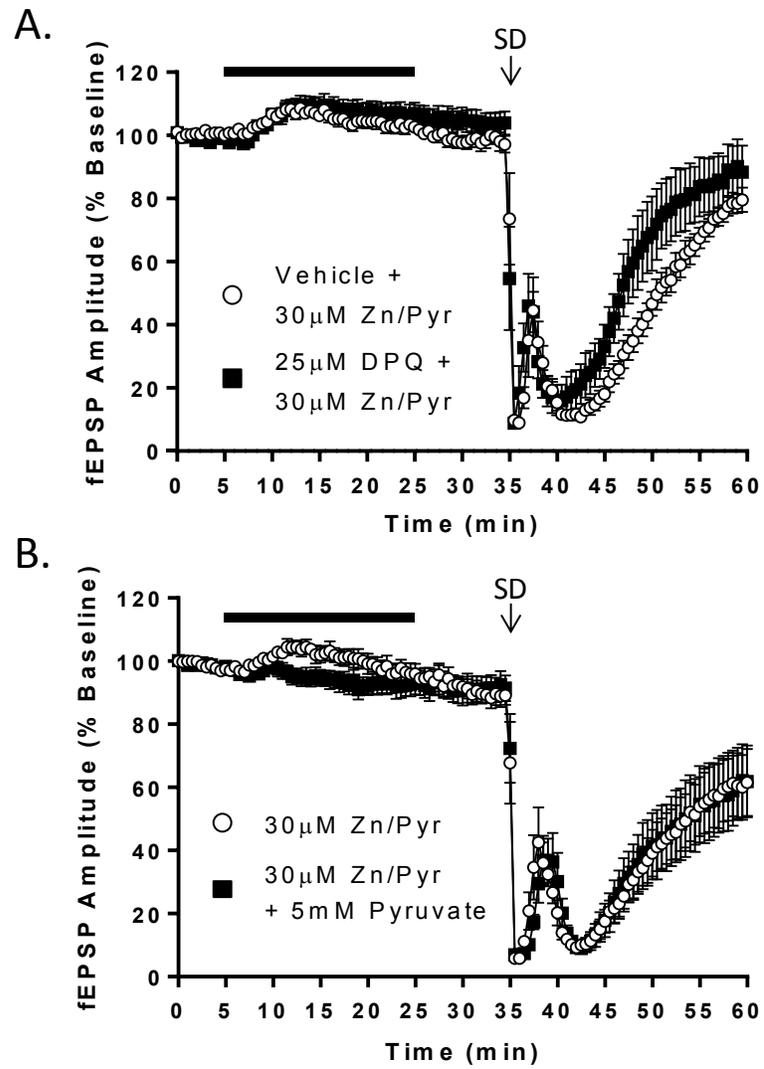 A.
SD
120
100
80
60
40
20
0
fEPSP Amplitude (% Baseline)
Vehicle +
30μM Zn/Pyr
25μM DPQ +
30μM Zn/Pyr
0 5 10 15 20 25 30 35 40 45 50 55 60
Time (min)
B.
SD
120
100
80
60
40
20
0
fEPSP Amplitude (% Baseline)
30μM Zn/Pyr
30μM Zn/Pyr
+ 5mM Pyruvate
0 5 10 15 20 25 30 35 40 45 50 55 60
Time (min)